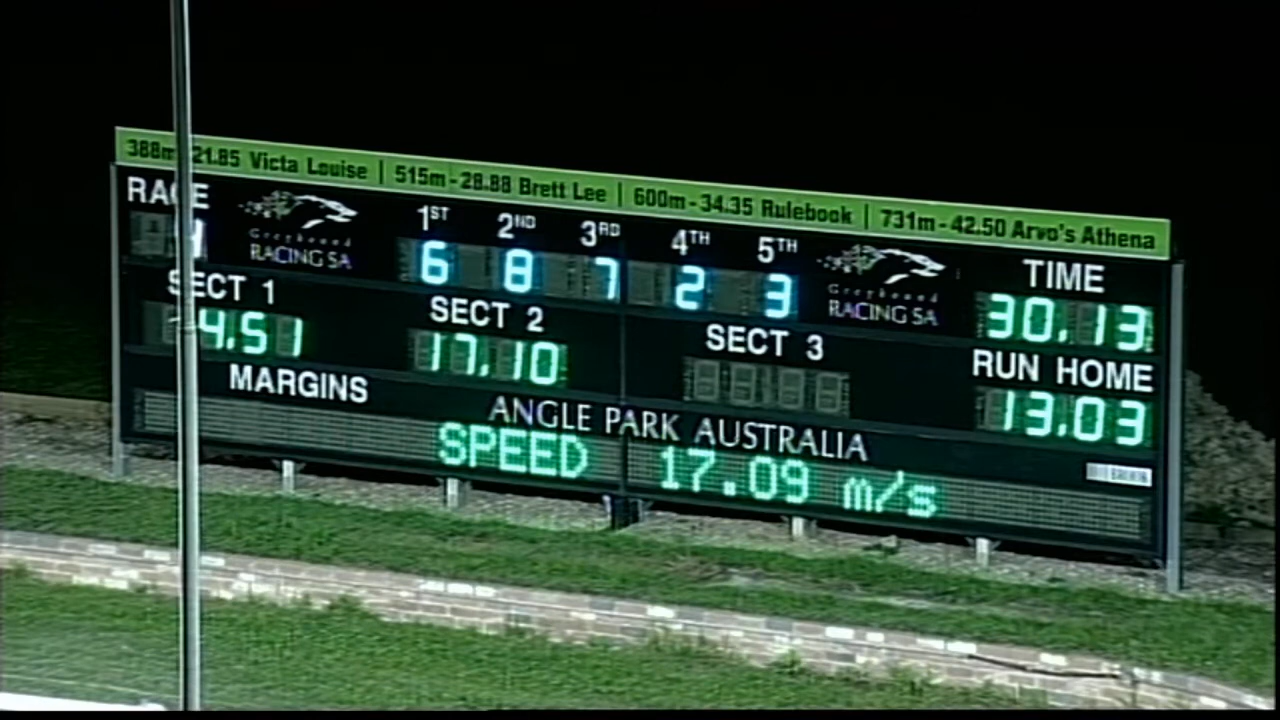 388m 21.85 Victa Louise | 515m - 28.88 Brett Lee | 600m - 34.35 Rulebook | 731m - 42.50 Arvo's Athena
RACE
Greyhound
RACING SA
1ST 2ND 3RD 4TH 5TH
6 8 7 2 3
Greyhound
RACING SA
TIME
30.13
SECT 1
4.51
SECT 2
17.10
SECT 3
RUN HOME
13.03
MARGINS
ANGLE PARK AUSTRALIA
SPEED 17.09 m/s